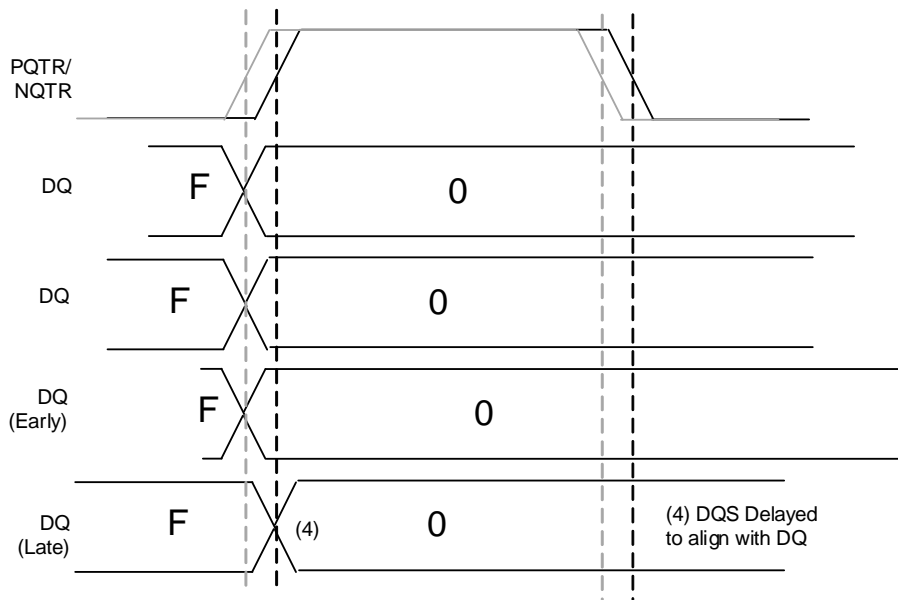 PQTR/
NQTR
DQ
F
0
DQ
F
0
DQ
(Early)
F
0
DQ
(Late)
F
(4)
0
(4) DQS Delayed
to align with DQ